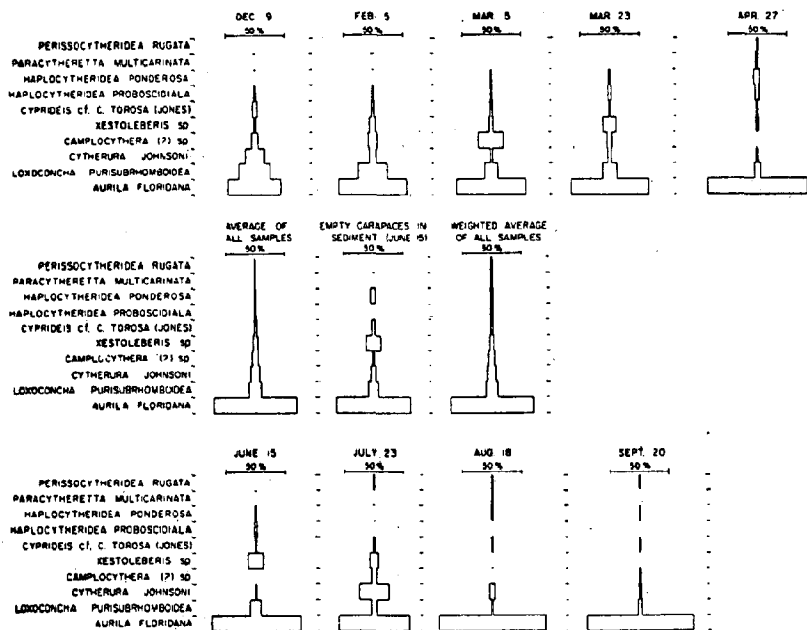 DEC. 9 FEB. 5 MAR. 5 MAR. 23 APR. 27
50% 50% 50% 50% 50%
PERISSOCYTHERIDEA RUGATA
PARACYTHERETTA MULTICARINATA
HAPLOCYTHERIDEA PONDEROSA
HAPLOCYTHERIDEA PROBOSCIDIALA
CYPRIDEIS cf. C. TOROSA (JONES)
XESTOLEBERIS sp
CAMPLOCYTHERA (?) sp
CYTHERURA JOHNSONI
LOXOCONCHA PURISUBRHOMBOIDEA
AURILA FLORIDANA
AVERAGE OF ALL SAMPLES
50%
EMPTY CARAPACES IN SEDIMENT (JUNE 15)
50%
WEIGHTED AVERAGE OF ALL SAMPLES
50%
PERISSOCYTHERIDEA RUGATA
PARACYTHERETTA MULTICARINATA
HAPLOCYTHERIDEA PONDEROSA
HAPLOCYTHERIDEA PROBOSCIDIALA
CYPRIDEIS cf. C. TOROSA (JONES)
XESTOLEBERIS sp
CAMPLOCYTHERA (?) sp
CYTHERURA JOHNSONI
LOXOCONCHA PURISUBRHOMBOIDEA
AURILA FLORIDANA
JUNE 15 JULY 23 AUG. 18 SEPT. 20
50% 50% 50% 50%
PERISSOCYTHERIDEA RUGATA
PARACYTHERETTA MULTICARINATA
HAPLOCYTHERIDEA PONDEROSA
HAPLOCYTHERIDEA PROBOSCIDIALA
CYPRIDEIS cf. C. TOROSA (JONES)
XESTOLEBERIS sp
CAMPLOCYTHERA (?) sp
CYTHERURA JOHNSONI
LOXOCONCHA PURISUBRHOMBOIDEA
AURILA FLORIDANA